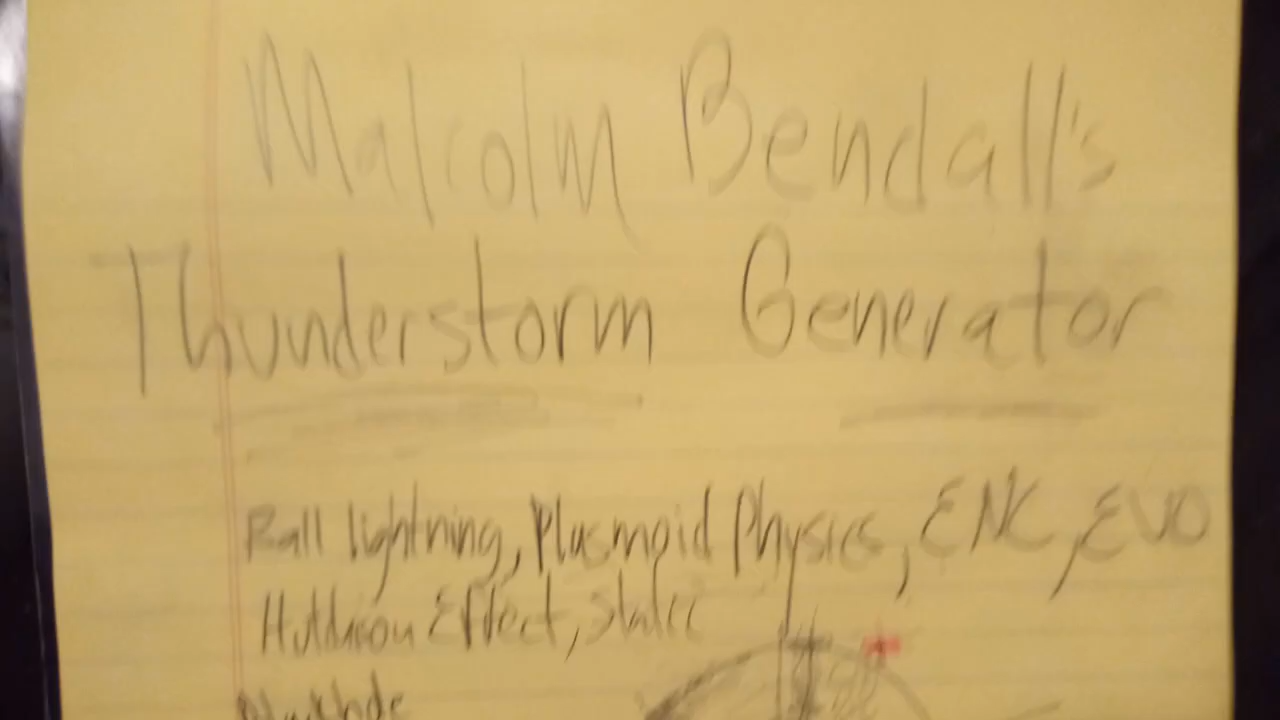 Malcolm Bendall's
Thunderstorm Generator
Ball lightning, Plasmoid Physics, ENC, EVO
Effect, Static